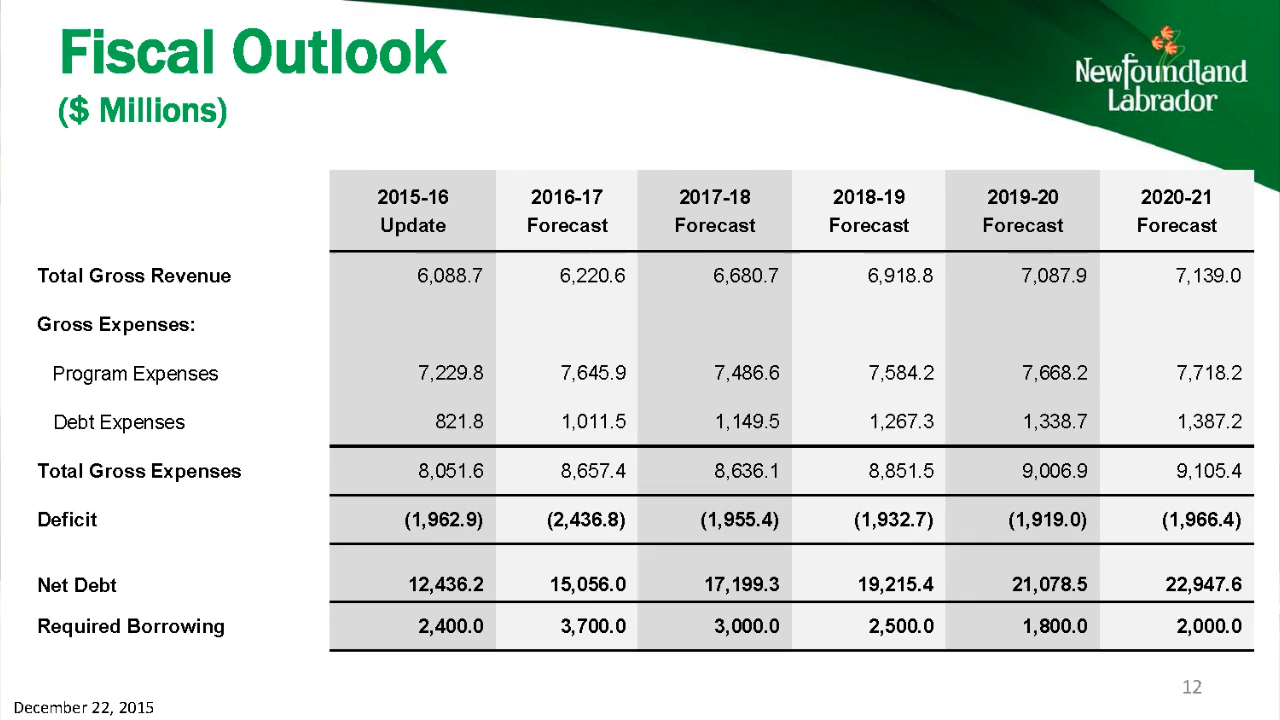 Fiscal Outlook
($ Millions)
Newfoundland
Labrador
2015-16 2016-17 2017-18 2018-19 2019-20 2020-21
Update Forecast Forecast Forecast Forecast Forecast
Total Gross Revenue 6,088.7 6,220.6 6,680.7 6,918.8 7,087.9 7,139.0
Gross Expenses:
Program Expenses 7,229.8 7,645.9 7,486.6 7,584.2 7,668.2 7,718.2
Debt Expenses 821.8 1,011.5 1,149.5 1,267.3 1,338.7 1,387.2
Total Gross Expenses 8,051.6 8,657.4 8,636.1 8,851.5 9,006.9 9,105.4
Deficit (1,962.9) (2,436.8) (1,955.4) (1,932.7) (1,919.0) (1,966.4)
Net Debt 12,436.2 15,056.0 17,199.3 19,215.4 21,078.5 22,947.6
Required Borrowing 2,400.0 3,700.0 3,000.0 2,500.0 1,800.0 2,000.0
12
December 22, 2015